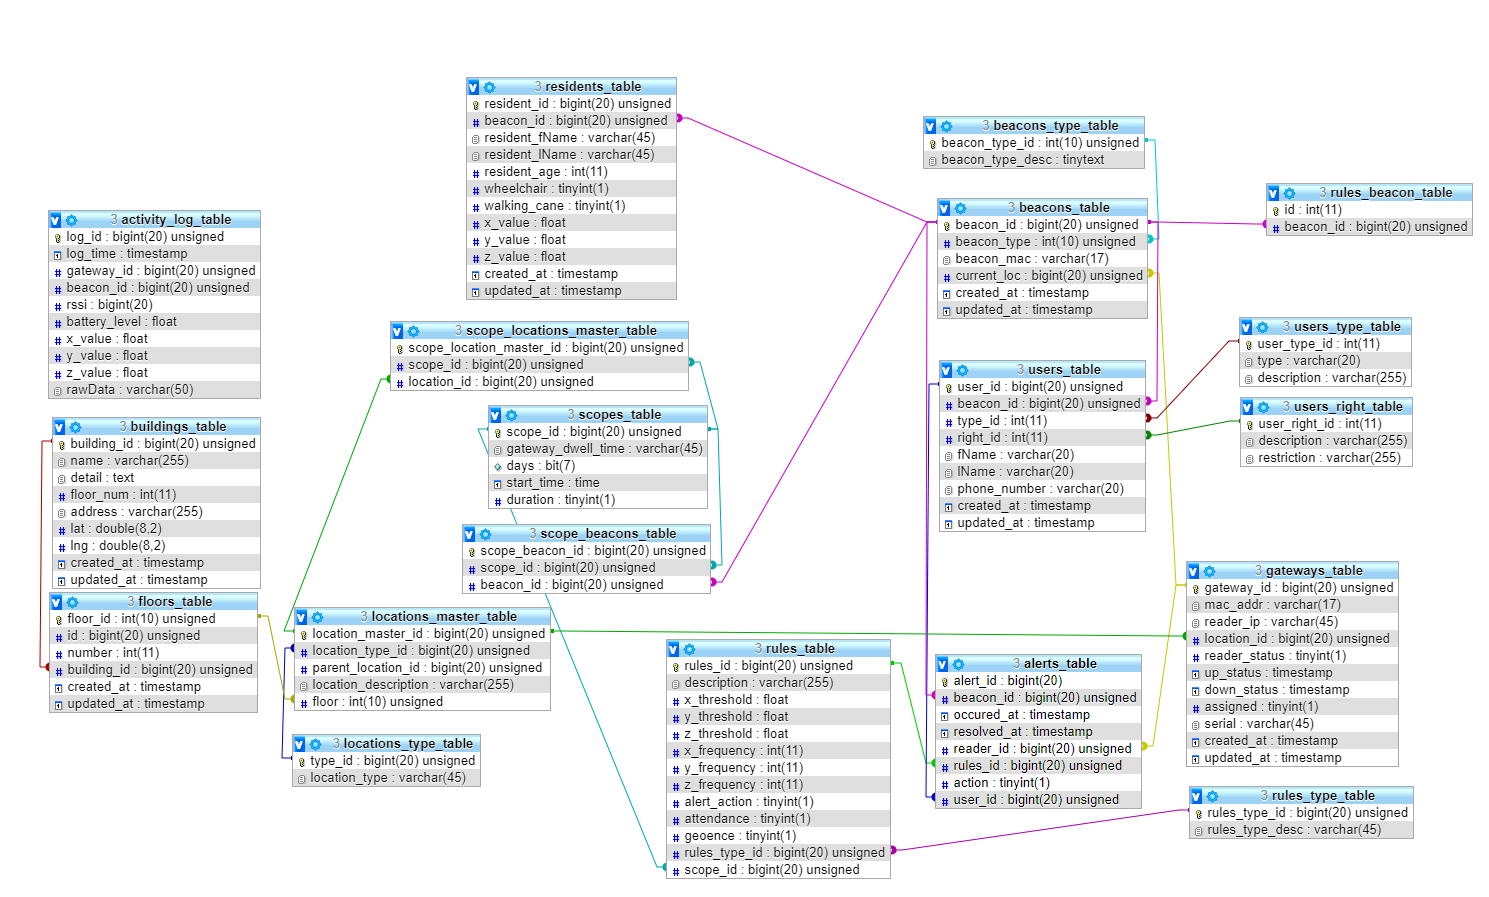 3 residents_table
resident_id : bigint(20) unsigned
beacon_id : bigint(20) unsigned
resident_fName : varchar(45)
resident_lName : varchar(45)
resident_age : int(11)
wheelchair : tinyint(1)
walking_cane : tinyint(1)
x_value : float
y_value : float
z_value : float
created_at : timestamp
updated_at : timestamp
3 beacons_type_table
beacon_type_id : int(10) unsigned
beacon_type_desc : tinytext
3 rules_beacon_table
id : int(11)
beacon_id : bigint(20) unsigned
3 beacons_table
beacon_id : bigint(20) unsigned
beacon_type : int(10) unsigned
beacon_mac : varchar(17)
current_loc : bigint(20) unsigned
created_at : timestamp
updated_at : timestamp
3 activity_log_table
log_id : bigint(20) unsigned
log_time : timestamp
gateway_id : bigint(20) unsigned
beacon_id : bigint(20) unsigned
rssi : bigint(20)
battery_level : float
x_value : float
y_value : float
z_value : float
rawData : varchar(50)
3 scope_locations_master_table
scope_location_master_id : bigint(20) unsigned
scope_id : bigint(20) unsigned
location_id : bigint(20) unsigned
3 users_type_table
user_type_id : int(11)
type : varchar(20)
description : varchar(255)
3 users_table
user_id : bigint(20) unsigned
beacon_id : bigint(20) unsigned
type_id : int(11)
right_id : int(11)
fName : varchar(20)
lName : varchar(20)
phone_number : varchar(20)
created_at : timestamp
updated_at : timestamp
3 users_right_table
user_right_id : int(11)
description : varchar(255)
restriction : varchar(255)
3 scopes_table
scope_id : bigint(20) unsigned
gateway_dwell_time : varchar(45)
days : bit(7)
start_time : time
duration : tinyint(1)
3 buildings_table
building_id : bigint(20) unsigned
name : varchar(255)
detail : text
floor_num : int(11)
address : varchar(255)
lat : double(8,2)
lng : double(8,2)
created_at : timestamp
updated_at : timestamp
3 scope_beacons_table
scope_beacon_id : bigint(20) unsigned
scope_id : bigint(20) unsigned
beacon_id : bigint(20) unsigned
3 gateways_table
gateway_id : bigint(20) unsigned
mac_addr : varchar(17)
reader_ip : varchar(45)
location_id : bigint(20) unsigned
reader_status : tinyint(1)
up_status : timestamp
down_status : timestamp
assigned : tinyint(1)
serial : varchar(45)
created_at : timestamp
updated_at : timestamp
3 floors_table
floor_id : int(10) unsigned
id : bigint(20) unsigned
number : int(11)
building_id : bigint(20) unsigned
created_at : timestamp
updated_at : timestamp
3 locations_master_table
location_master_id : bigint(20) unsigned
location_type_id : bigint(20) unsigned
parent_location_id : bigint(20) unsigned
location_description : varchar(255)
floor : int(10) unsigned
3 rules_table
rules_id : bigint(20) unsigned
description : varchar(255)
x_threshold : float
y_threshold : float
z_threshold : float
x_frequency : int(11)
y_frequency : int(11)
z_frequency : int(11)
alert_action : tinyint(1)
attendance : tinyint(1)
geoence : tinyint(1)
rules_type_id : bigint(20) unsigned
scope_id : bigint(20) unsigned
3 alerts_table
alert_id : bigint(20)
beacon_id : bigint(20) unsigned
occured_at : timestamp
resolved_at : timestamp
reader_id : bigint(20) unsigned
rules_id : bigint(20) unsigned
action : tinyint(1)
user_id : bigint(20) unsigned
3 locations_type_table
type_id : bigint(20) unsigned
location_type : varchar(45)
3 rules_type_table
rules_type_id : bigint(20) unsigned
rules_type_desc : varchar(45)